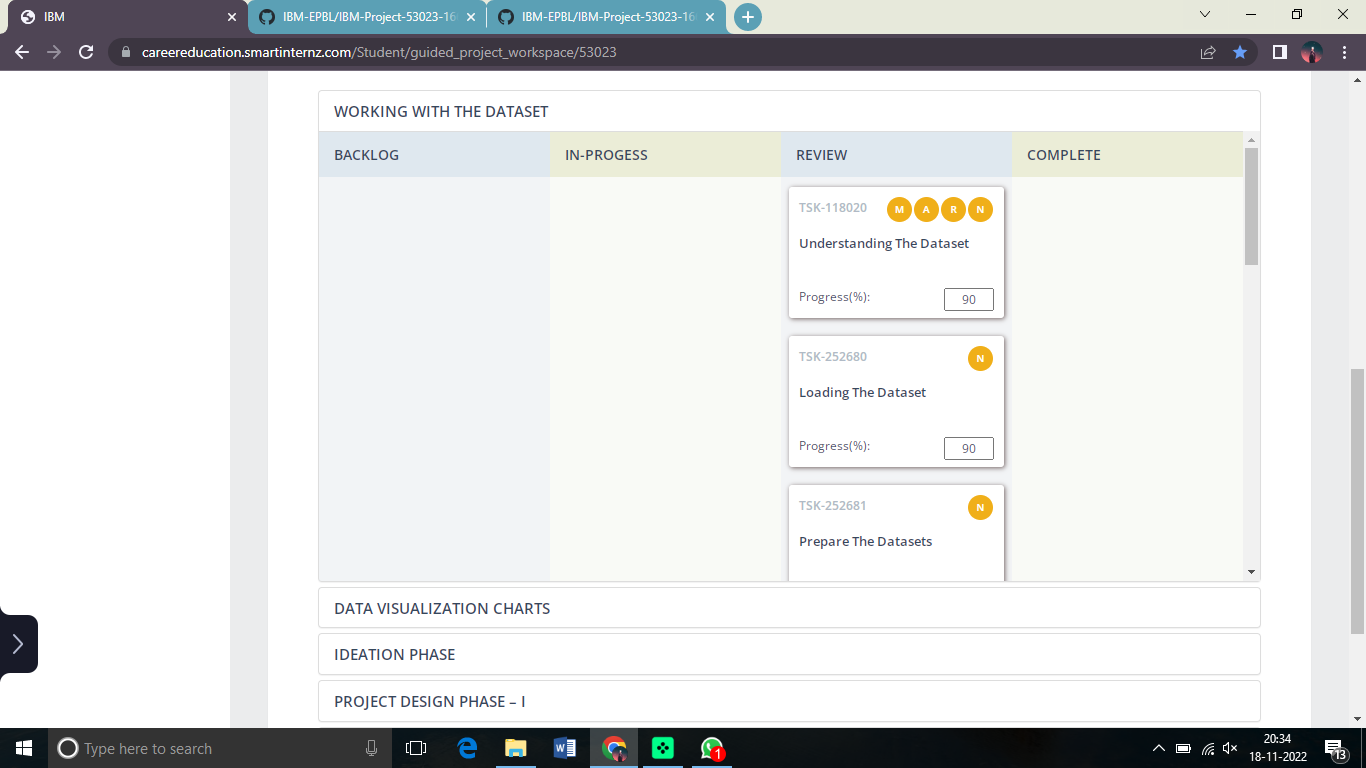 IBM
IBM-EPBL/IBM-Project-53023-16
IBM-EPBL/IBM-Project-53023-16
careereducation.smartinternz.com/Student/guided_project_workspace/53023
WORKING WITH THE DATASET
BACKLOG
IN-PROGESS
REVIEW
COMPLETE
TSK-118020
M A R N
Understanding The Dataset
Progress(%):
90
TSK-252680
N
Loading The Dataset
Progress(%):
90
TSK-252681
N
Prepare The Datasets
DATA VISUALIZATION CHARTS
IDEATION PHASE
PROJECT DESIGN PHASE – I
Type here to search
W
1
20:34
18-11-2022
13